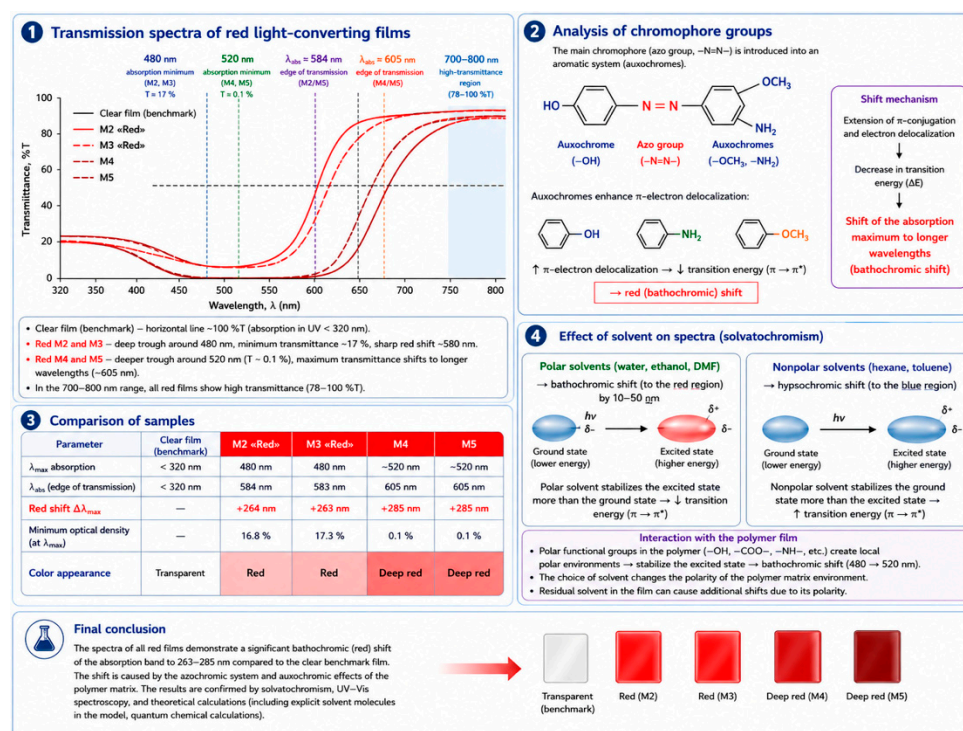 1 Transmission spectra of red light-converting films
480 nm
absorption minimum
(M2, M3)
T = 17 %
520 nm
absorption minimum
(M4, M5)
T = 0.1 %
λabs = 584 nm
edge of transmission
(M2/M5)
λabs = 605 nm
edge of transmission
(M4/M5)
700–800 nm
high-transmittance
region
(78–100 %T)
Transmittance, %T
100
80
60
40
20
0
Clear film (benchmark)
M2 «Red»
M3 «Red»
M4
M5
320 350 450 500 600 650 700 750 800
Wavelength, λ (nm)
• Clear film (benchmark) – horizontal line ~100 %T (absorption in UV < 320 nm).
• Red M2 and M3 – deep trough around 480 nm, minimum transmittance ~17 %, sharp red shift ~580 nm.
• Red M4 and M5 – deeper trough around 520 nm (T ~ 0.1 %), maximum transmittance shifts to longer
wavelengths (~605 nm).
• In the 700–800 nm range, all red films show high transmittance (78–100 %T).
2 Analysis of chromophore groups
The main chromophore (azo group, –N=N–) is introduced into an
aromatic system (auxochromes).
HO
N = N
OCH3
NH2
Auxochrome
(–OH)
Azo group
(–N=N–)
Auxochromes
(–OCH3, –NH2)
Auxochromes enhance π-electron delocalization:
OH
NH2
OCH3
↑ π-electron delocalization → ↓ transition energy (π → π*)
→ red (bathochromic) shift
Shift mechanism
Extension of π-conjugation
and electron delocalization
Decrease in transition
energy (ΔE)
Shift of the absorption
maximum to longer
wavelengths
(bathochromic shift)
3 Comparison of samples
Parameter Clear film (benchmark) M2 «Red» M3 «Red» M4 M5
λmax absorption < 320 nm 480 nm 480 nm ~520 nm ~520 nm
λabs (edge of transmission) < 320 nm 584 nm 583 nm 605 nm 605 nm
Red shift Δλmax — +264 nm +263 nm +285 nm +285 nm
Minimum optical density (at λmax) — 16.8 % 17.3 % 0.1 % 0.1 %
Color appearance Transparent Red Red Deep red Deep red
4 Effect of solvent on spectra (solvatochromism)
Polar solvents (water, ethanol, DMF)
→ bathochromic shift (to the red region)
by 10–50 nm
hν
δ–
δ+
δ–
Ground state
(lower energy)
Excited state
(higher energy)
Polar solvent stabilizes the excited state
more than the ground state → ↓ transition
energy (π → π*)
Nonpolar solvents (hexane, toluene)
→ hypsochromic shift (to the blue region)
hν
δ+
δ–
Ground state
(lower energy)
Excited state
(higher energy)
Nonpolar solvent stabilizes the ground
state more than the excited state →
↑ transition energy (π → π*)
Interaction with the polymer film
• Polar functional groups in the polymer (–OH, –COO–, –NH–, etc.) create local
polar environments → stabilize the excited state → bathochromic shift (480 → 520 nm).
• The choice of solvent changes the polarity of the polymer matrix environment.
• Residual solvent in the film can cause additional shifts due to its polarity.
Final conclusion
The spectra of all red films demonstrate a significant bathochromic (red) shift
of the absorption band to 263–285 nm compared to the clear benchmark film.
The shift is caused by the azochromic system and auxochromic effects of the
polymer matrix. The results are confirmed by solvatochromism, UV–Vis
spectroscopy, and theoretical calculations (including explicit solvent molecules
in the model, quantum chemical calculations).
Transparent
(benchmark)
Red (M2)
Red (M3)
Deep red (M4)
Deep red (M5)